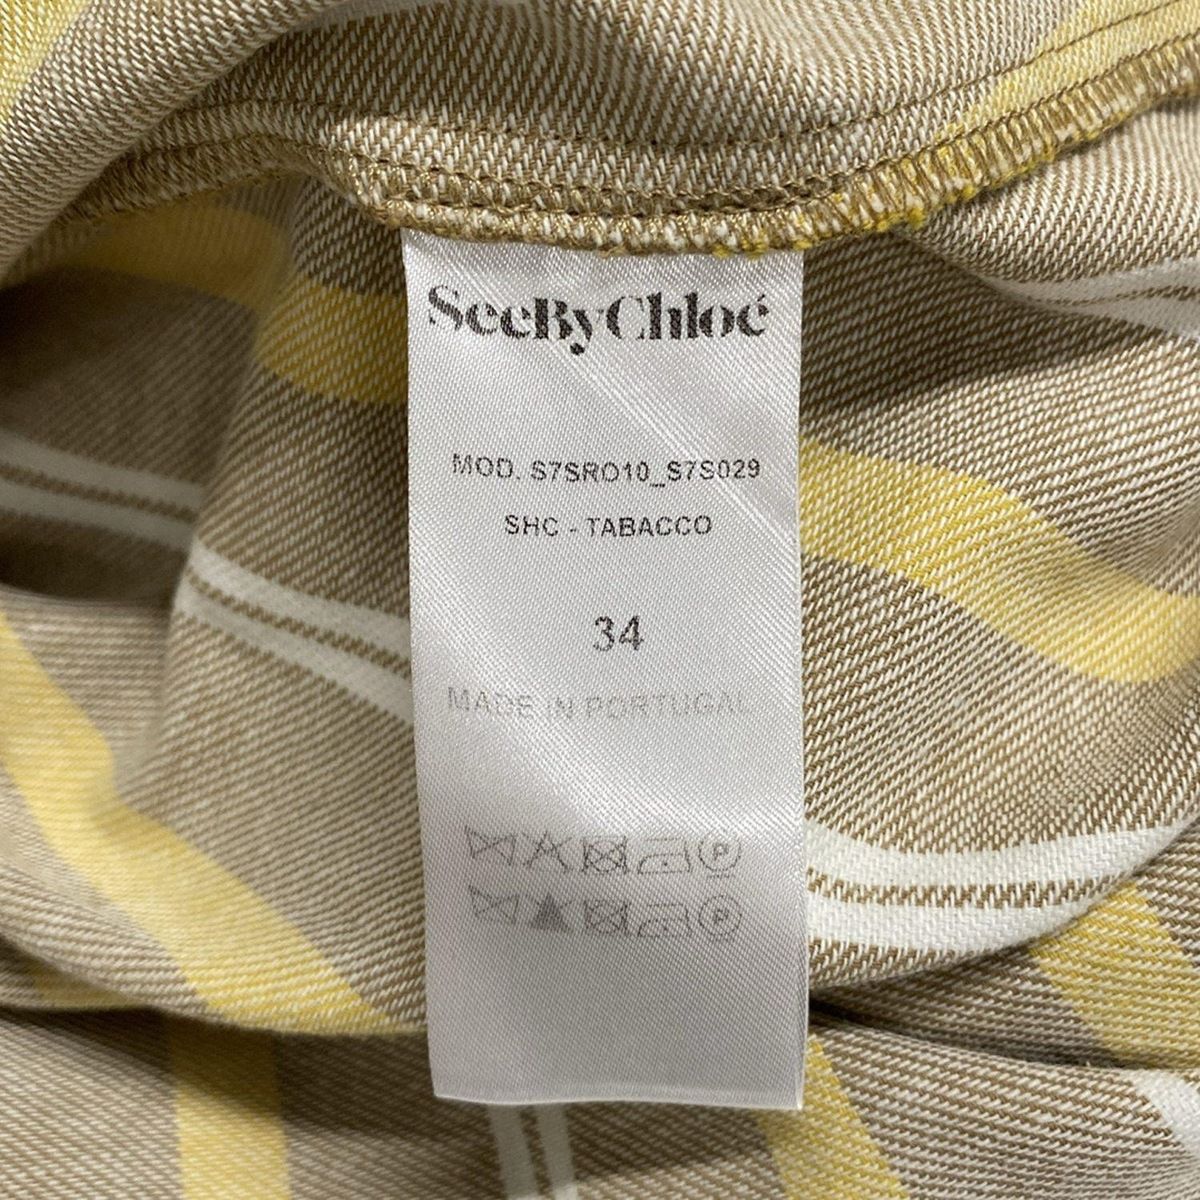 SeeByChloé
MOD. S7SRO10_S7S029
SHC - TABACCO
34
MADE IN PORTUGAL
P
P